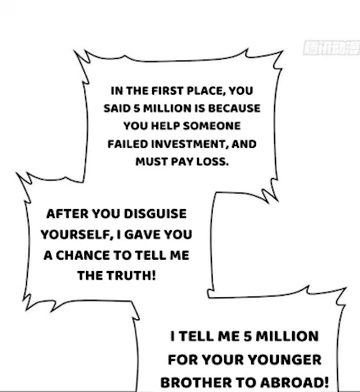 IN THE FIRST PLACE, YOU
SAID 5 MILLION IS BECAUSE
YOU HELP SOMEONE
FAILED INVESTMENT, AND
MUST PAY LOSS.
AFTER YOU DISGUISE
YOURSELF, I GAVE YOU
A CHANCE TO TELL ME
THE TRUTH!
I TELL ME 5 MILLION
FOR YOUR YOUNGER
BROTHER TO ABROAD!